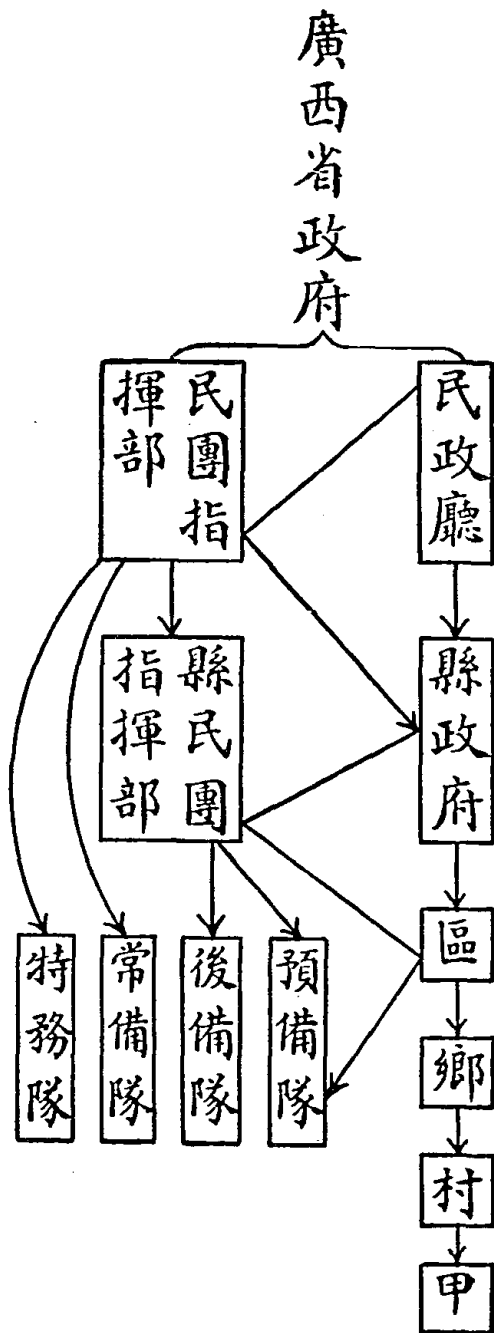 廣西省政府
民政廳
民團指
揮部
縣政府
縣民團
指揮部
區
鄉
村
甲
預備隊
後備隊
常備隊
特務隊